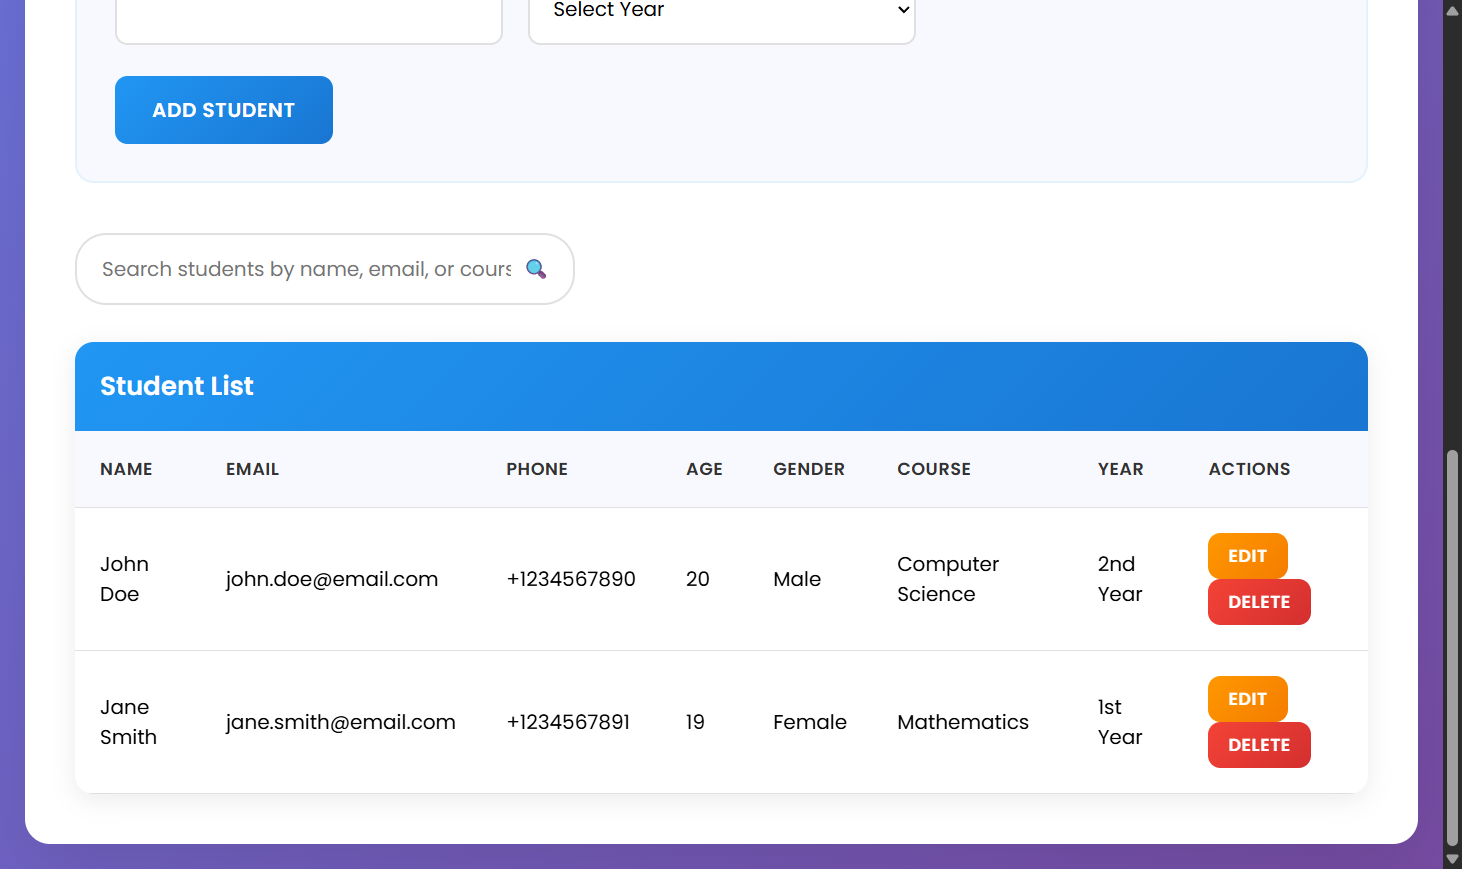 Select Year
ADD STUDENT
Search students by name, email, or cours
Student List
NAME EMAIL PHONE AGE GENDER COURSE YEAR ACTIONS
John Doe john.doe@email.com +1234567890 20 Male Computer Science 2nd Year EDIT DELETE
Jane Smith jane.smith@email.com +1234567891 19 Female Mathematics 1st Year EDIT DELETE